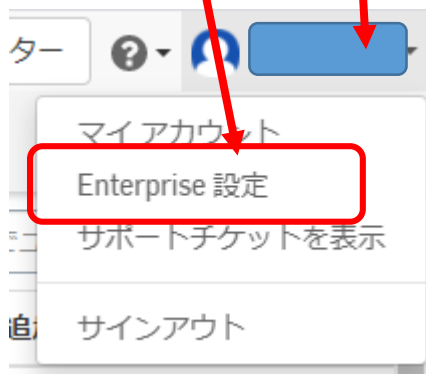 ター
マイ アカウント
Enterprise 設定
サポートチケットを表示
追
サインアウト